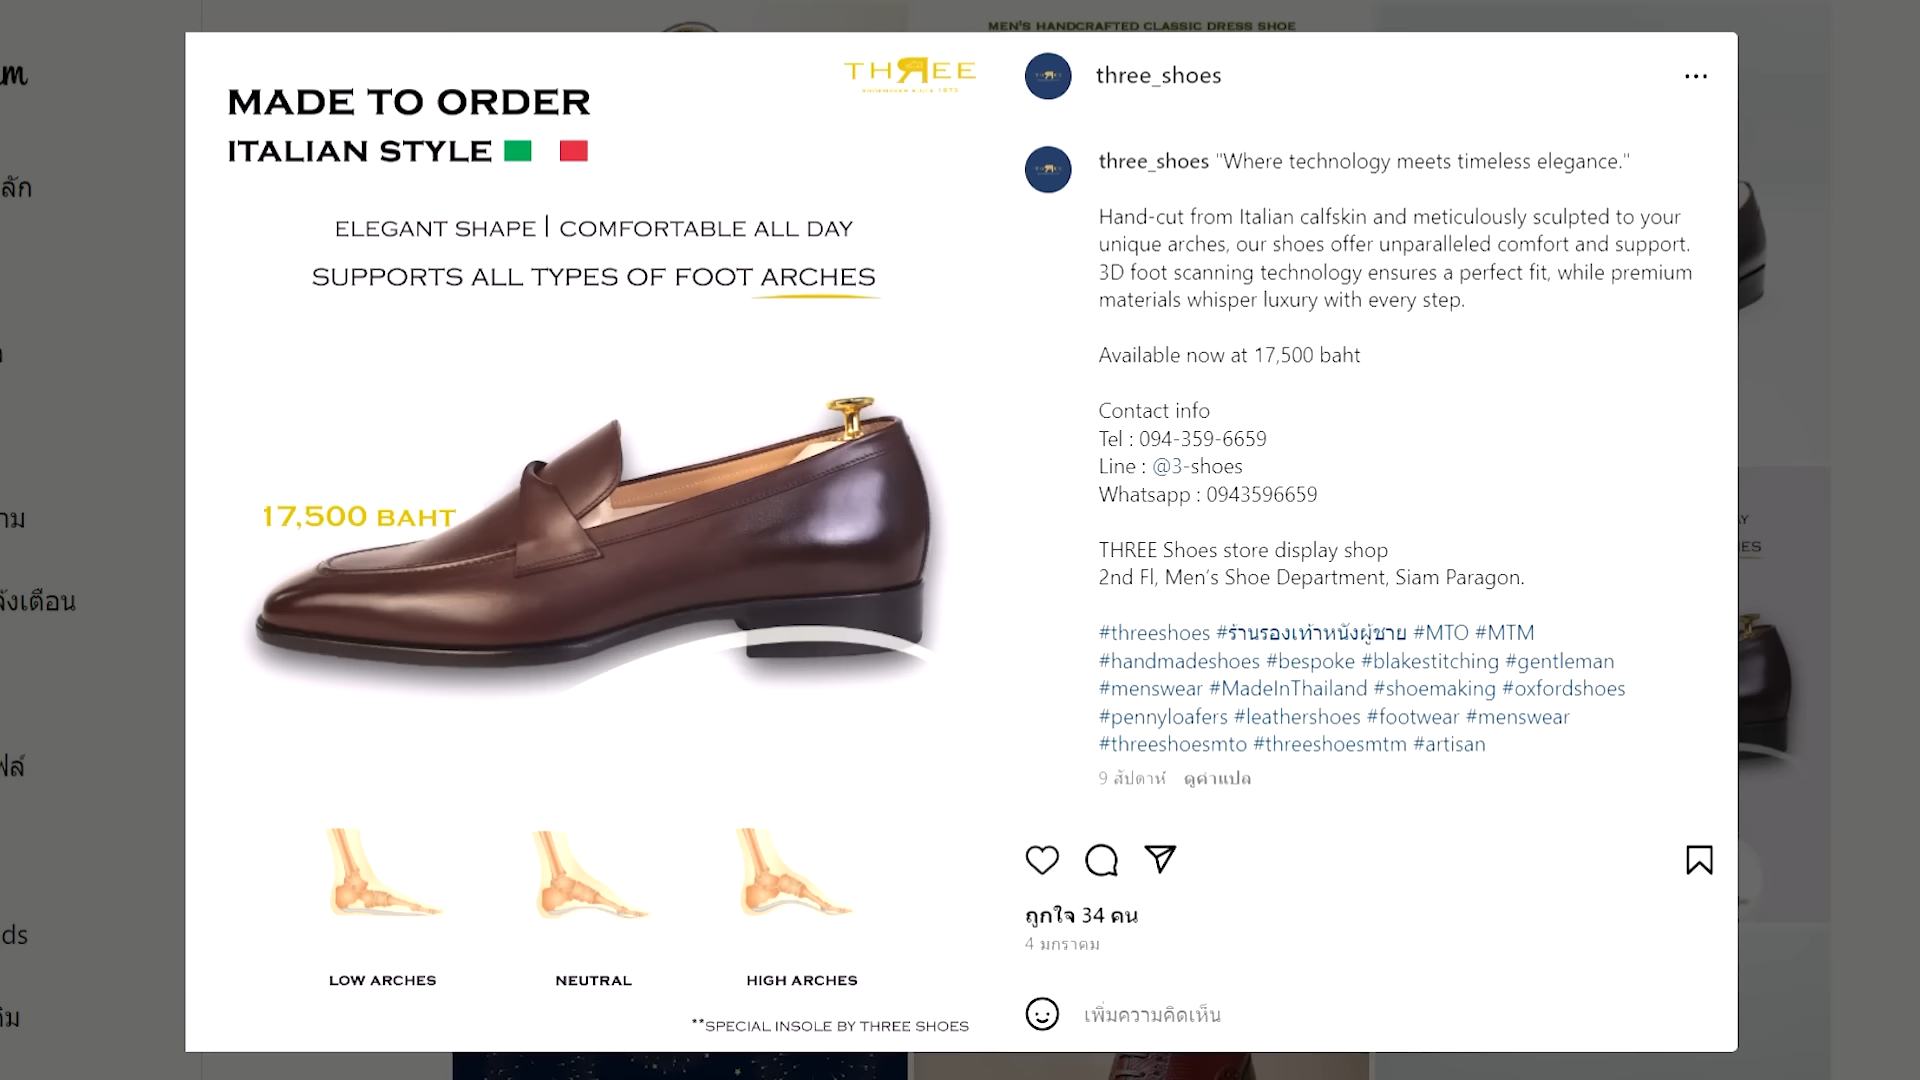 MEN'S HANDCRAFTED CLASSIC DRESS SHOE
MADE TO ORDER
ITALIAN STYLE
THREE
SHOEMAKER SINCE 1973
ELEGANT SHAPE | COMFORTABLE ALL DAY
SUPPORTS ALL TYPES OF FOOT ARCHES
17,500 BAHT
LOW ARCHES
NEUTRAL
HIGH ARCHES
**SPECIAL INSOLE BY THREE SHOES
three_shoes
three_shoes "Where technology meets timeless elegance."
Hand-cut from Italian calfskin and meticulously sculpted to your
unique arches, our shoes offer unparalleled comfort and support.
3D foot scanning technology ensures a perfect fit, while premium
materials whisper luxury with every step.
Available now at 17,500 baht
Contact info
Tel : 094-359-6659
Line : @3-shoes
Whatsapp : 0943596659
THREE Shoes store display shop
2nd Fl, Men’s Shoe Department, Siam Paragon.
#threeshoes #ร้านรองเท้าหนังผู้ชาย #MTO #MTM
#handmadeshoes #bespoke #blakestitching #gentleman
#menswear #MadeInThailand #shoemaking #oxfordshoes
#pennyloafers #leathershoes #footwear #menswear
#threeshoesmto #threeshoesmtm #artisan
9 สัปดาห์ ดูคำแปล
ถูกใจ 34 คน
4 มกราคม
เพิ่มความคิดเห็น